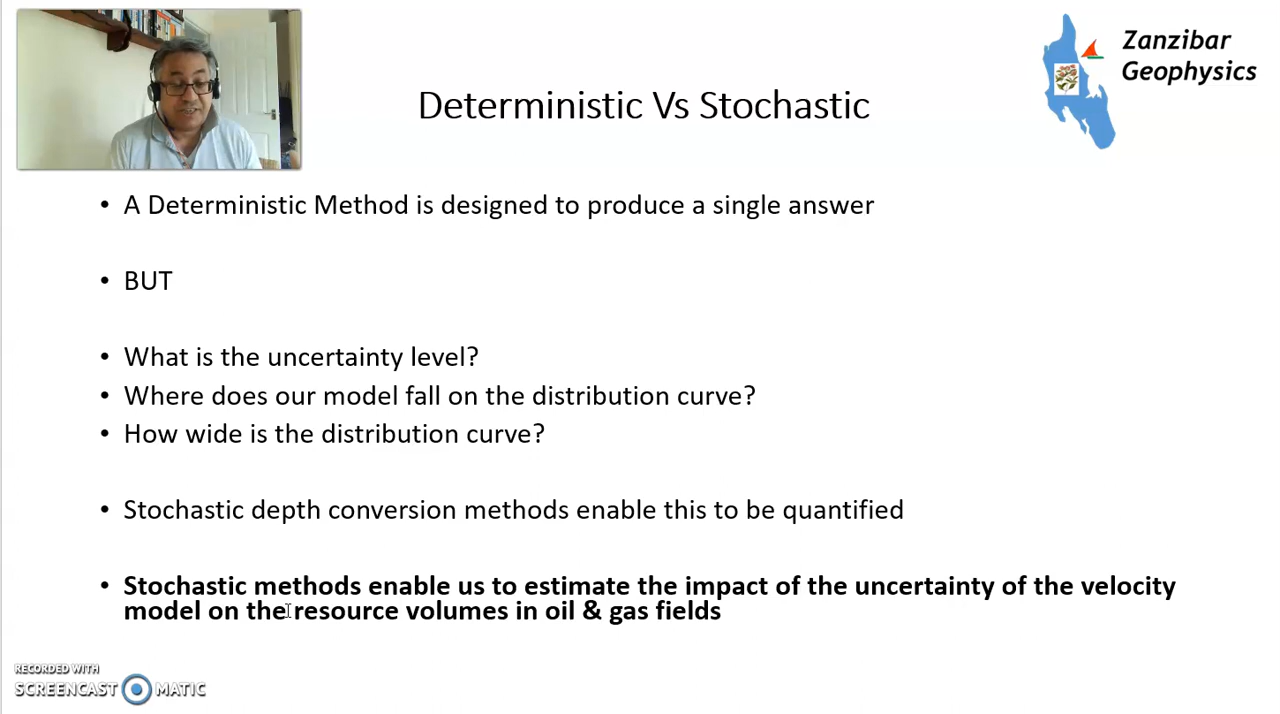 Zanzibar
Geophysics
Deterministic Vs Stochastic
• A Deterministic Method is designed to produce a single answer
• BUT
• What is the uncertainty level?
• Where does our model fall on the distribution curve?
• How wide is the distribution curve?
• Stochastic depth conversion methods enable this to be quantified
• Stochastic methods enable us to estimate the impact of the uncertainty of the velocity
model on the resource volumes in oil & gas fields
RECORDED WITH
SCREENCAST MATIC